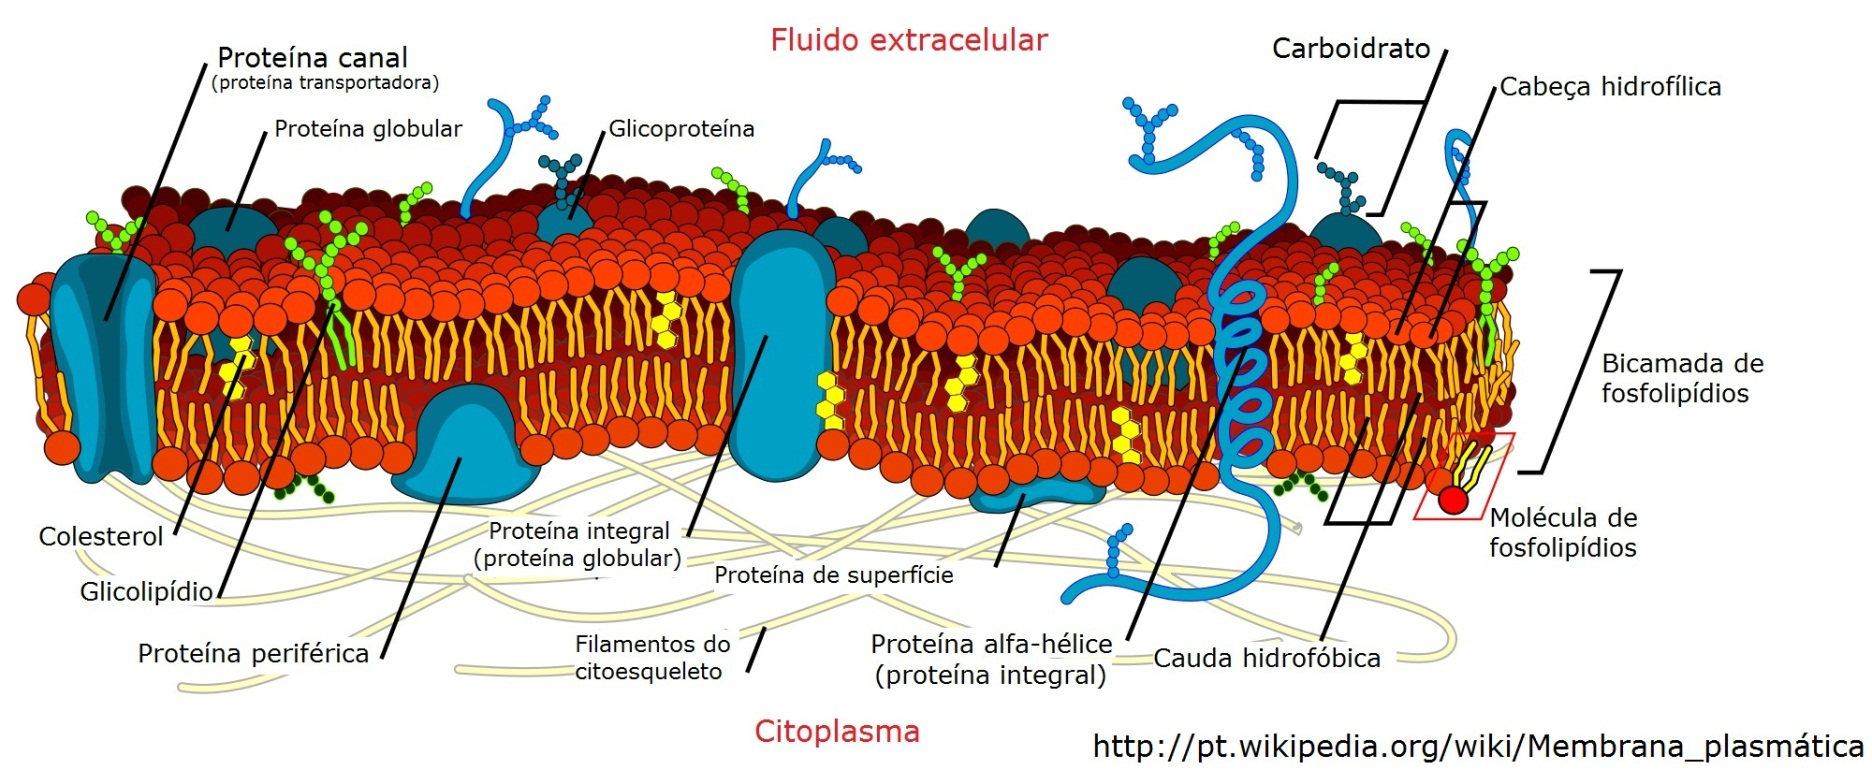 Fluido extracelular
Proteína canal
(proteína transportadora)
Proteína globular
Glicoproteína
Carboidrato
Cabeça hidrofílica
Bicamada de
fosfolipídios
Molécula de
fosfolipídios
Colesterol
Glicolipídio
Proteína periférica
Proteína integral
(proteína globular)
Proteína de superfície
Filamentos do
citoesqueleto
Proteína alfa-hélice
(proteína integral)
Cauda hidrofóbica
Citoplasma
http://pt.wikipedia.org/wiki/Membrana_plasmática